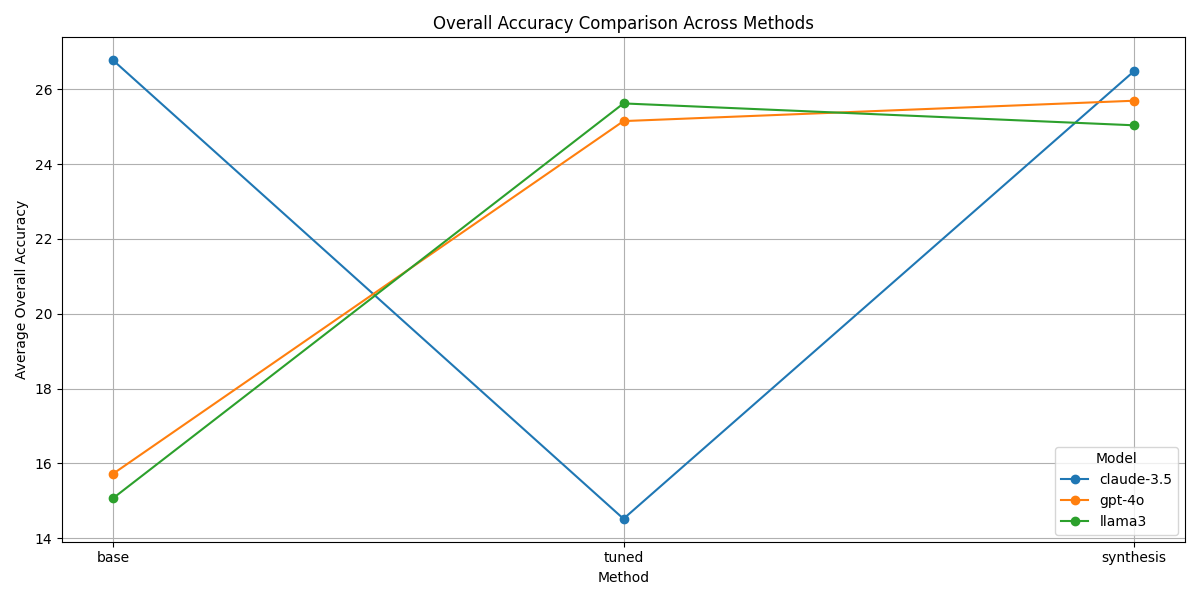 Overall Accuracy Comparison Across Methods
Average Overall Accuracy
26
24
22
20
18
16
14
base
tuned
synthesis
Method
Model
claude-3.5
gpt-4o
llama3